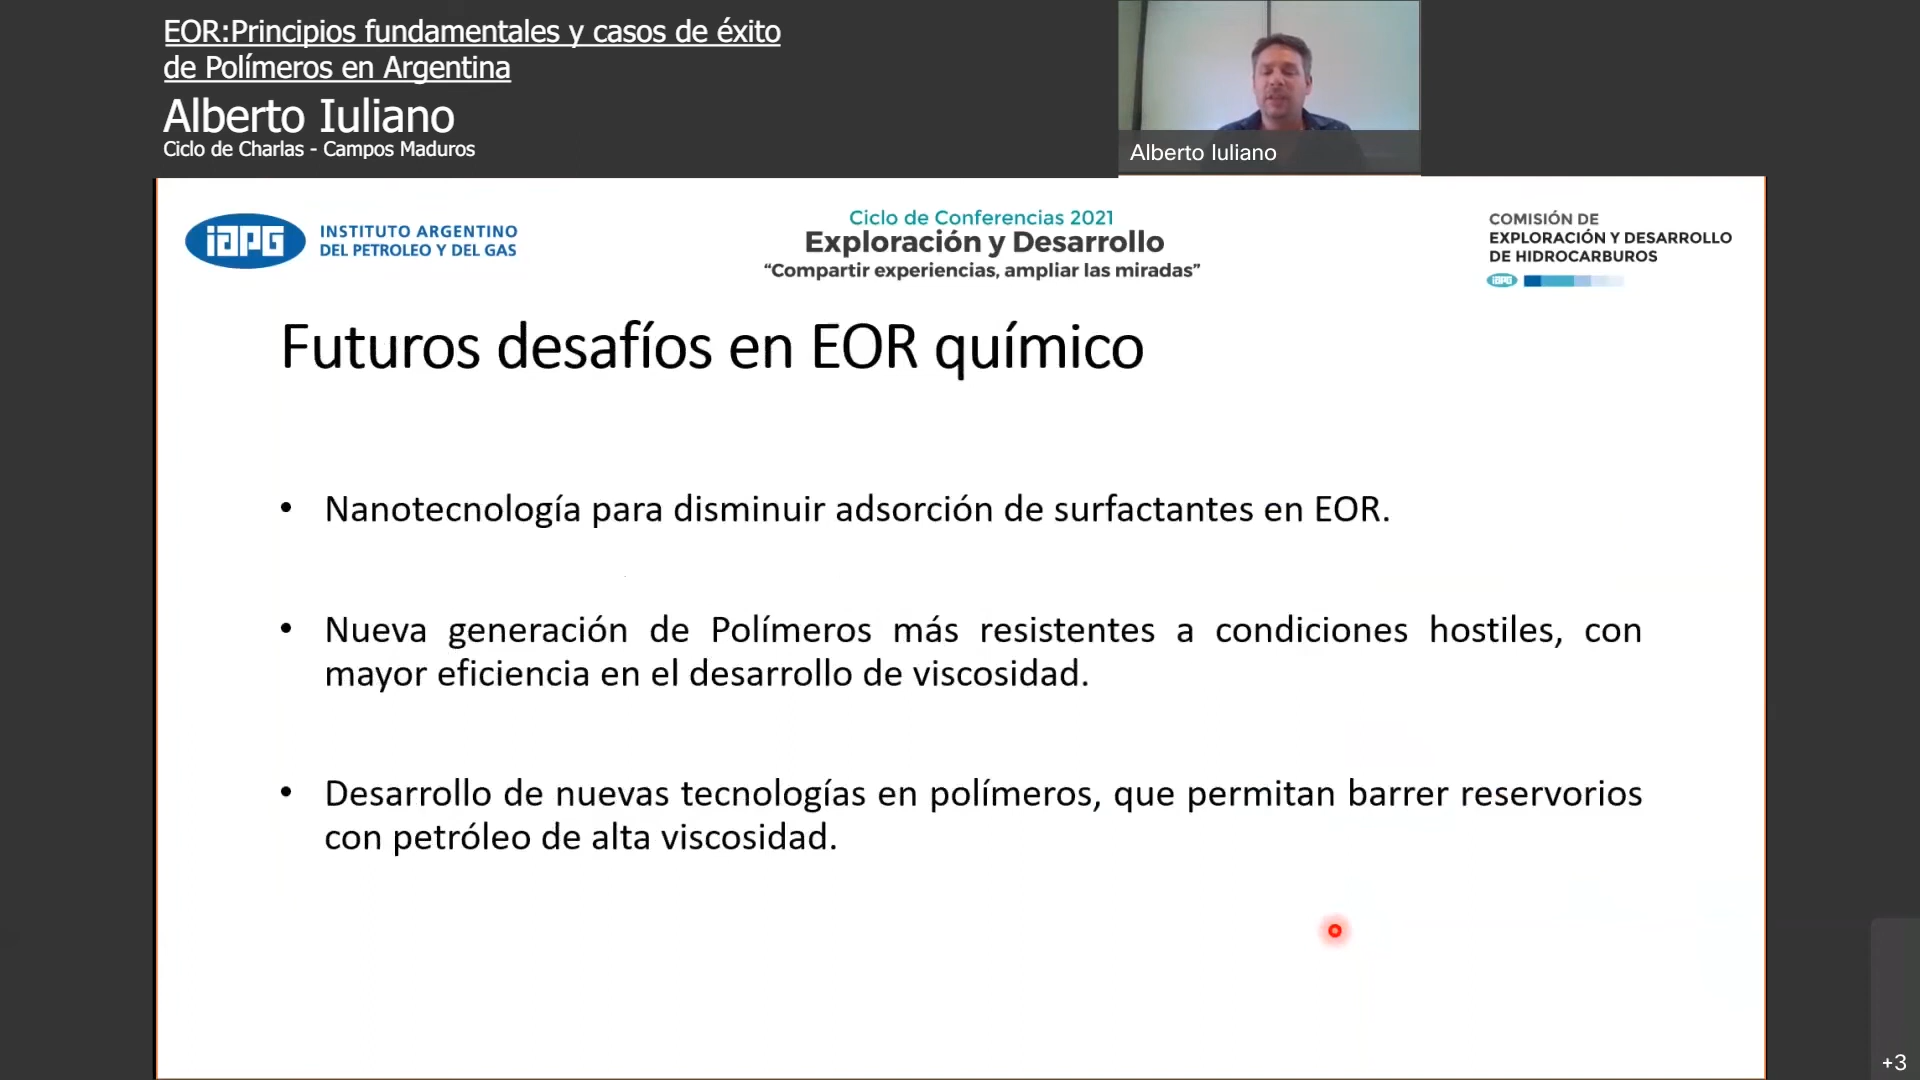 EOR:Principios fundamentales y casos de éxito
de Polímeros en Argentina
Alberto Iuliano
Ciclo de Charlas - Campos Maduros
Alberto Iuliano
iapg
INSTITUTO ARGENTINO
DEL PETROLEO Y DEL GAS
Ciclo de Conferencias 2021
Exploración y Desarrollo
“Compartir experiencias, ampliar las miradas”
COMISIÓN DE
EXPLORACIÓN Y DESARROLLO
DE HIDROCARBUROS
iapg
Futuros desafíos en EOR químico
• Nanotecnología para disminuir adsorción de surfactantes en EOR.
• Nueva generación de Polímeros más resistentes a condiciones hostiles, con
mayor eficiencia en el desarrollo de viscosidad.
• Desarrollo de nuevas tecnologías en polímeros, que permitan barrer reservorios
con petróleo de alta viscosidad.
+3